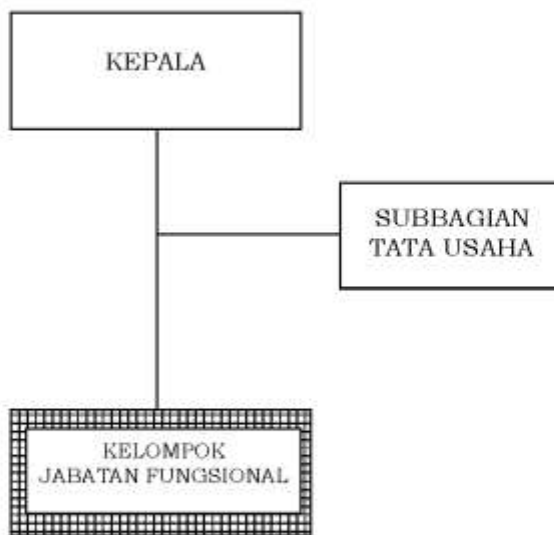 KEPALA
SUBBAGIAN
TATA USAHA
KELOMPOK
JABATAN FUNGSIONAL